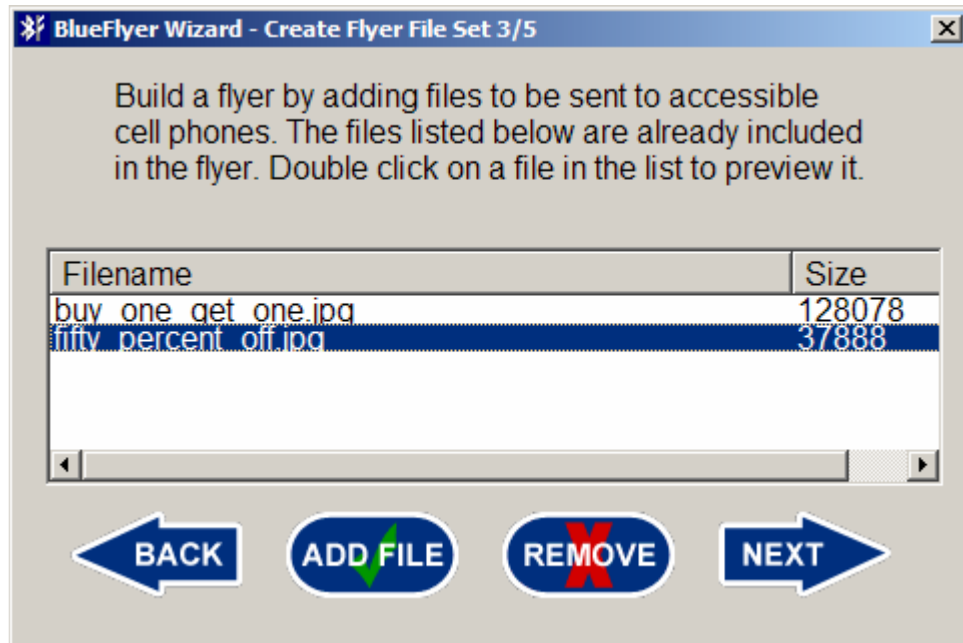 BlueFlyer Wizard - Create Flyer File Set 3/5
Build a flyer by adding files to be sent to accessible
cell phones. The files listed below are already included
in the flyer. Double click on a file in the list to preview it.
Filename Size
buy_one_get_one.jpg 128078
fifty_percent_off.jpg 37888
BACK ADD FILE REMOVE NEXT